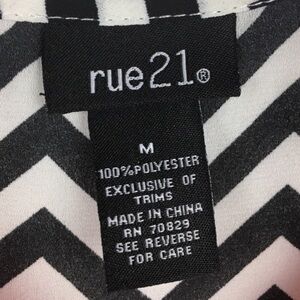 rue21®
M
100%POLYESTER
EXCLUSIVE OF
TRIMS
MADE IN CHINA
RN 70829
SEE REVERSE
FOR CARE